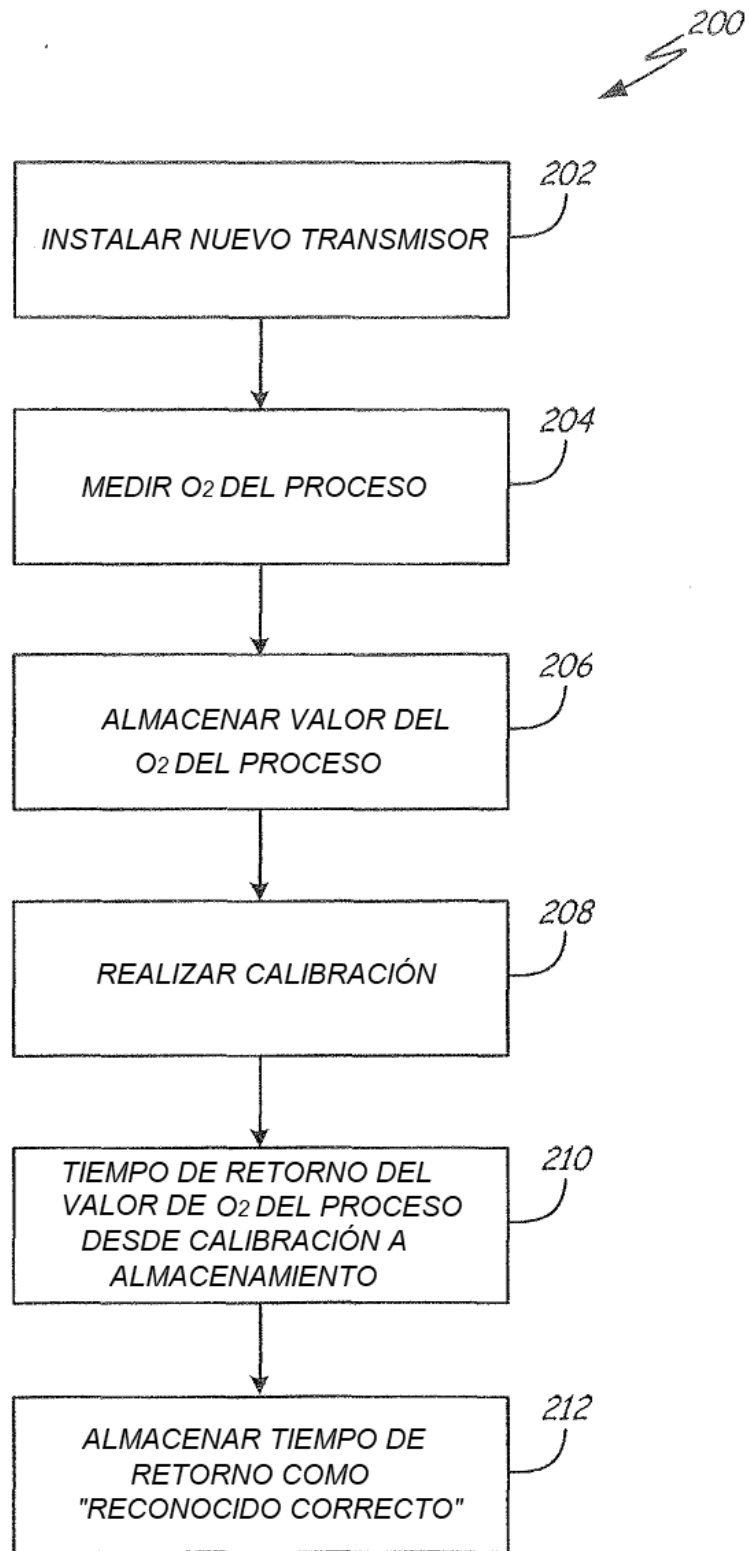 200
202
INSTALAR NUEVO TRANSMISOR
204
MEDIR O2 DEL PROCESO
206
ALMACENAR VALOR DEL
O2 DEL PROCESO
208
REALIZAR CALIBRACIÓN
210
TIEMPO DE RETORNO DEL
VALOR DE O2 DEL PROCESO
DESDE CALIBRACIÓN A
ALMACENAMIENTO
212
ALMACENAR TIEMPO DE
RETORNO COMO
"RECONOCIDO CORRECTO"